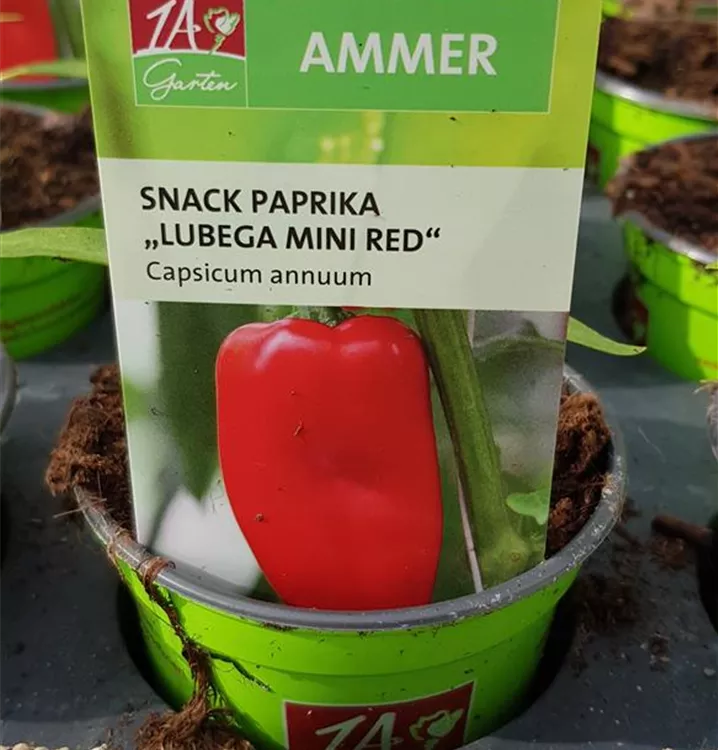 1A
Garten
AMMER
SNACK PAPRIKA
„LUBEGA MINI RED“
Capsicum annuum
1A